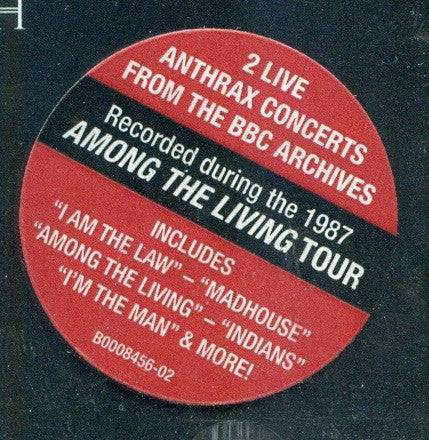 2 LIVE
ANTHRAX CONCERTS
FROM THE BBC ARCHIVES
Recorded during the 1987
AMONG THE LIVING TOUR
INCLUDES
"I AM THE LAW" – "MADHOUSE"
"AMONG THE LIVING" – "INDIANS"
"I'M THE MAN" & MORE!
B0008456-02